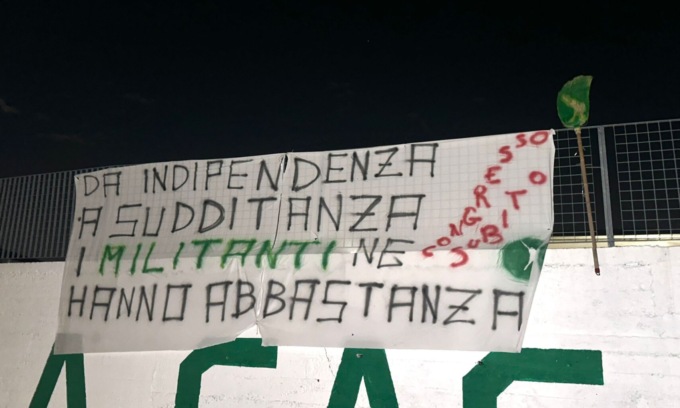 DA INDIPENDENZA
A SUDDITANZA
I MILITANTI NE
HANNO ABBASTANZA
CONGRESSO
SUBITO